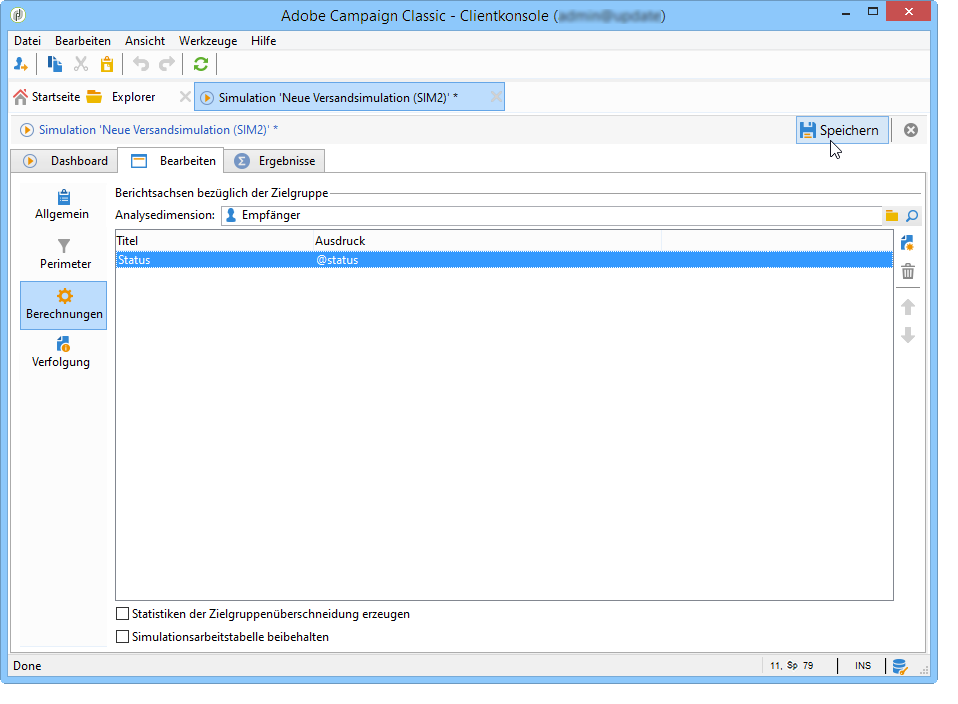 Adobe Campaign Classic - Clientkonsole ( )
Datei Bearbeiten Ansicht Werkzeuge Hilfe
Startseite Explorer Simulation 'Neue Versandsimulation (SIM2)' *
Simulation 'Neue Versandsimulation (SIM2)' * Speichern
Dashboard Bearbeiten Ergebnisse
Allgemein
Perimeter
Berechnungen
Verfolgung
Berichtsachsen bezüglich der Zielgruppe
Analysedimension: Empfänger
Titel Ausdruck
Status @status
Statistiken der Zielgruppenüberschneidung erzeugen
Simulationsarbeitstabelle beibehalten
Done 11, Sp 79 INS